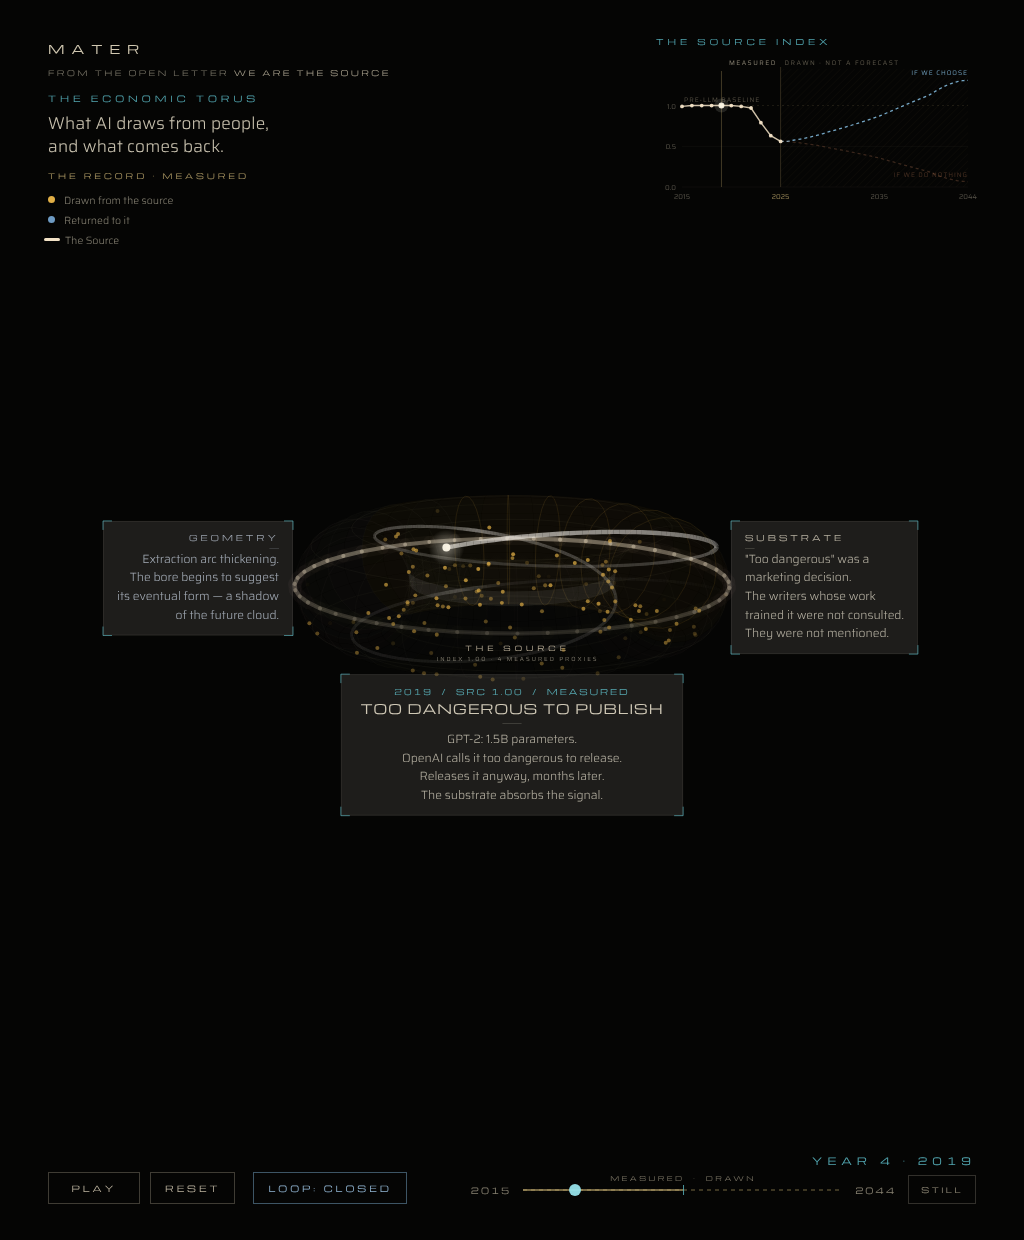 MATER
FROM THE OPEN LETTER WE ARE THE SOURCE
THE ECONOMIC TORUS
What AI draws from people,
and what comes back.
THE RECORD · MEASURED
Drawn from the source
Returned to it
The Source
THE SOURCE INDEX
MEASURED DRAWN · NOT A FORECAST
IF WE CHOOSE
PRE-LLM BASELINE
1.0
0.5
IF WE DO NOTHING
0.0
2015 2025 2035 2044
GEOMETRY
Extraction arc thickening.
The bore begins to suggest
its eventual form — a shadow
of the future cloud.
SUBSTRATE
"Too dangerous" was a
marketing decision.
The writers whose work
trained it were not consulted.
They were not mentioned.
THE SOURCE
INDEX 1.00 · 4 MEASURED PROXIES
2019 / SRC 1.00 / MEASURED
TOO DANGEROUS TO PUBLISH
GPT-2: 1.5B parameters.
OpenAI calls it too dangerous to release.
Releases it anyway, months later.
The substrate absorbs the signal.
YEAR 4 · 2019
PLAY RESET LOOP: CLOSED
MEASURED · DRAWN
2015 2044 STILL